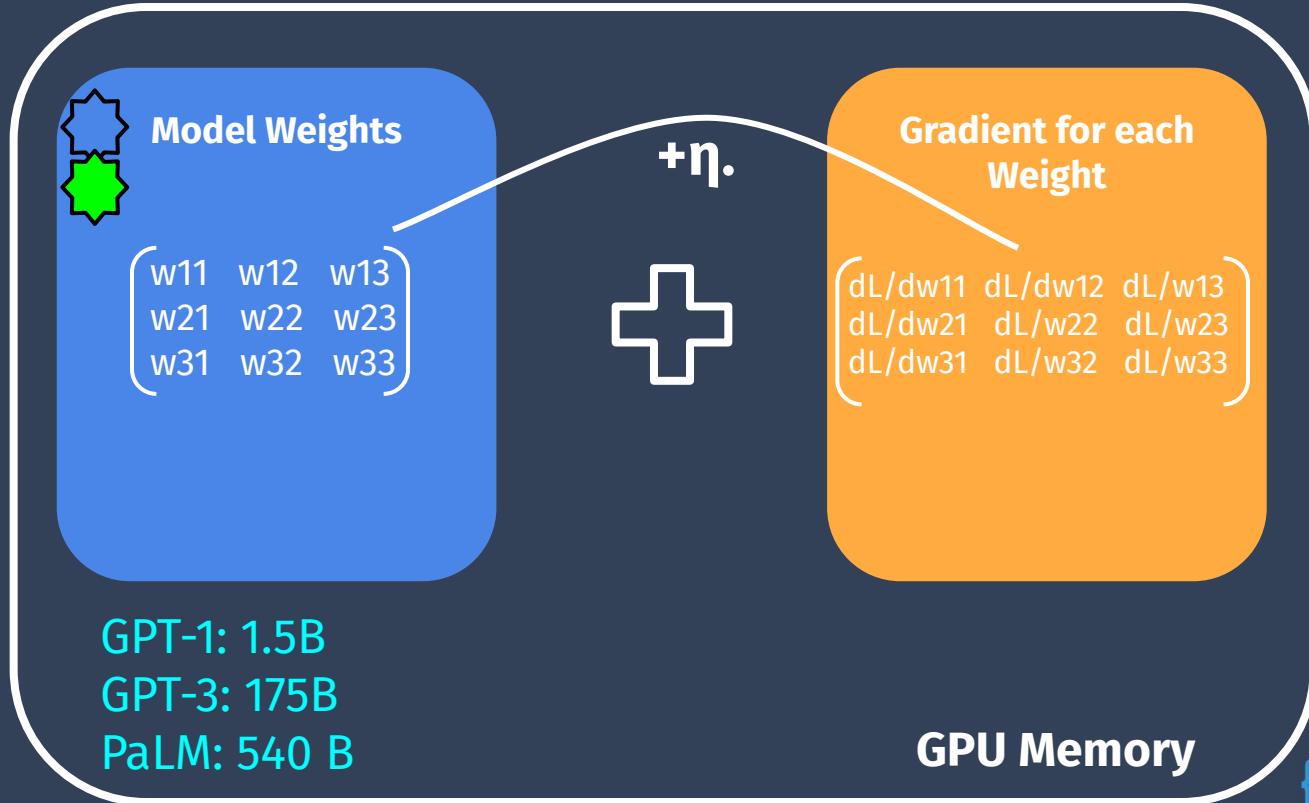 Model Weights
+η.
Gradient for each
Weight
w11 w12 w13
w21 w22 w23
w31 w32 w33
dL/dw11 dL/dw12 dL/w13
dL/dw21 dL/w22 dL/w23
dL/dw31 dL/w32 dL/w33
GPT-1: 1.5B
GPT-3: 175B
PaLM: 540 B
GPU Memory